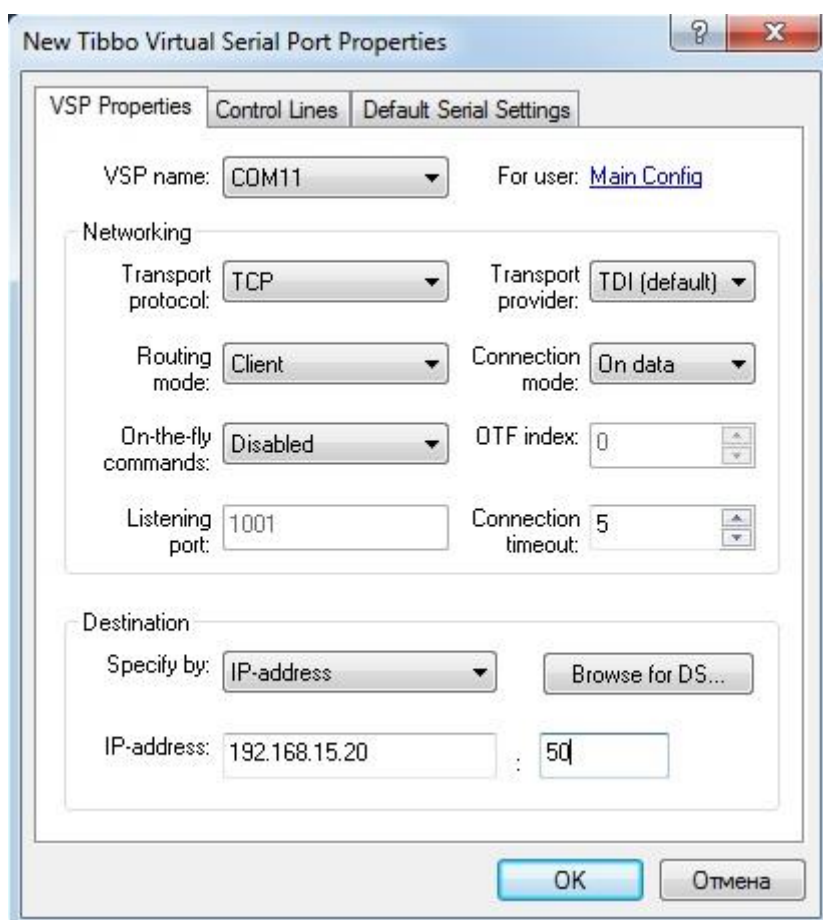 New Tibbo Virtual Serial Port Properties
VSP Properties Control Lines Default Serial Settings
VSP name: COM11 For user: Main Config
Networking
Transport protocol: TCP Transport provider: TDI (default)
Routing mode: Client Connection mode: On data
On-the-fly commands: Disabled OTF index: 0
Listening port: 1001 Connection timeout: 5
Destination
Specify by: IP-address Browse for DS...
IP-address: 192.168.15.20 : 50
OK Отмена